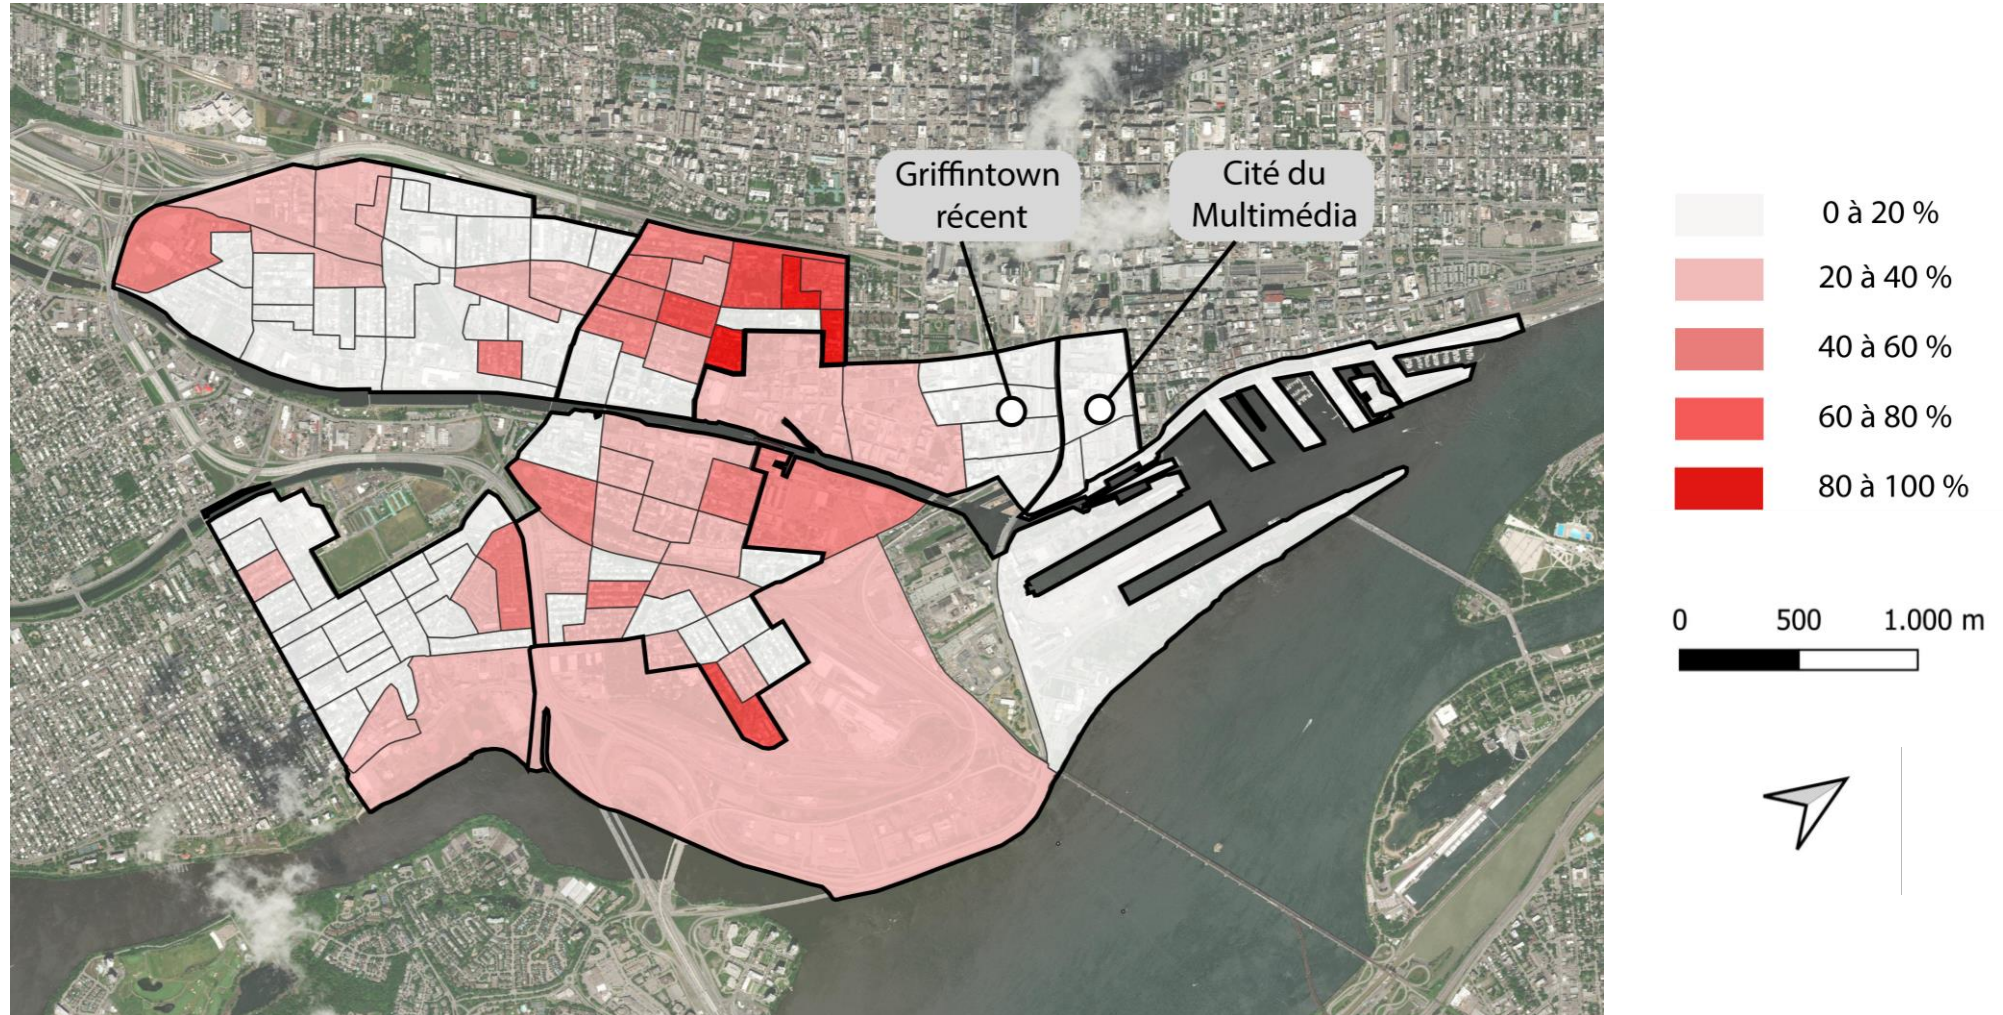 Griffintown
récent
Cité du
Multimédia
0 à 20 %
20 à 40 %
40 à 60 %
60 à 80 %
80 à 100 %
0 500 1.000 m